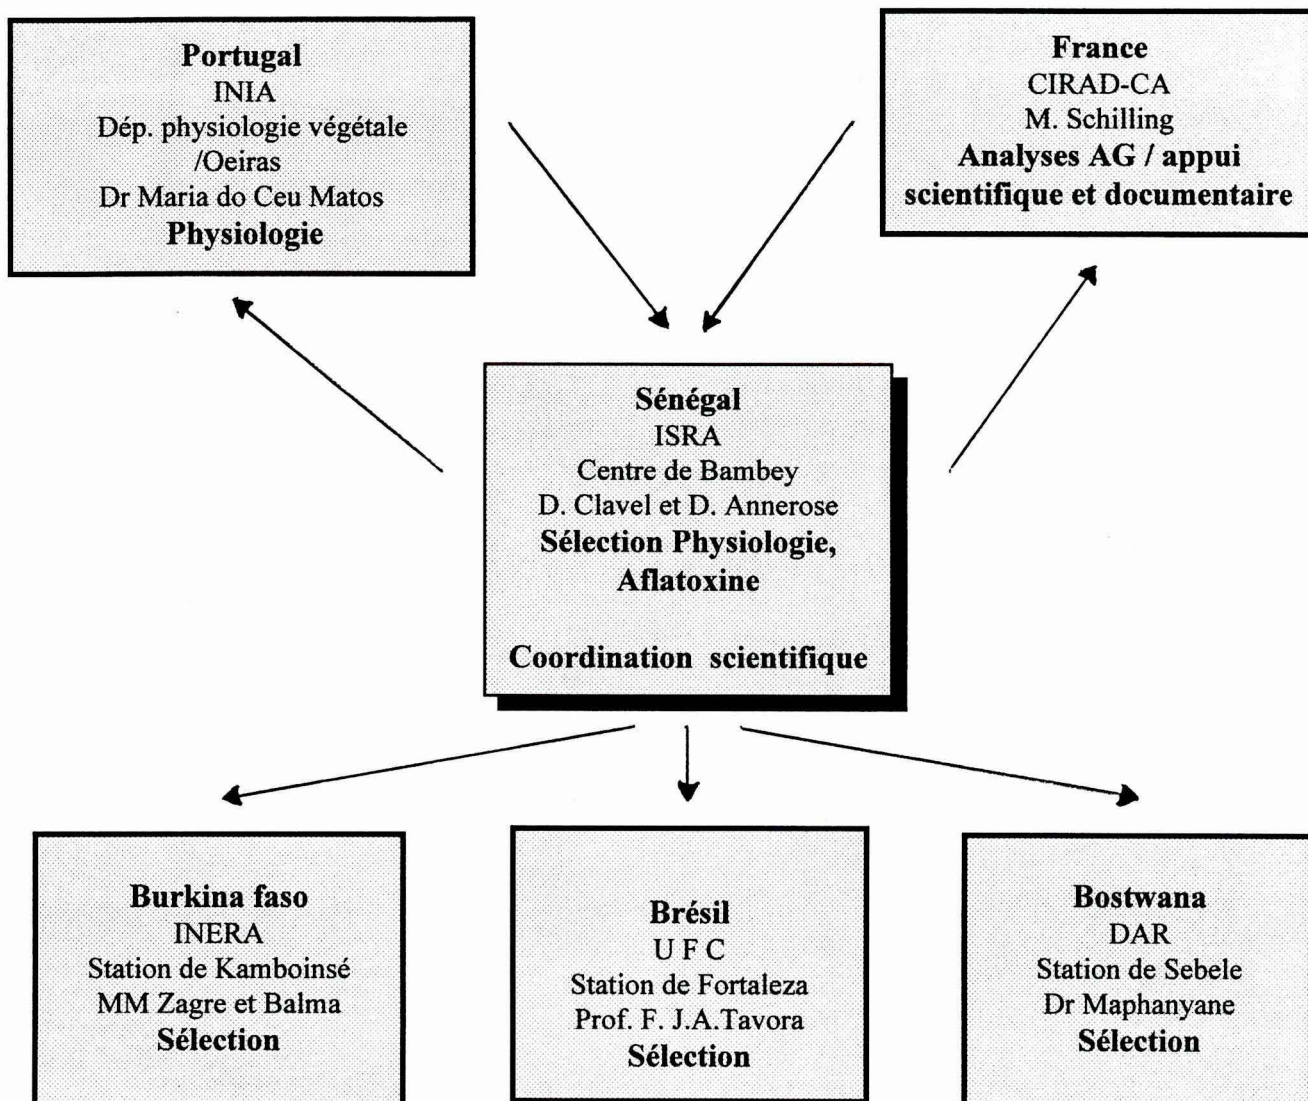 Portugal
INIA
Dép. physiologie végétale
/Oeiras
Dr Maria do Ceu Matos
Physiologie
France
CIRAD-CA
M. Schilling
Analyses AG / appui
scientifique et documentaire
Sénégal
ISRA
Centre de Bambey
D. Clavel et D. Annerose
Sélection Physiologie,
Aflatoxine
Coordination scientifique
Burkina faso
INERA
Station de Kamboinsé
MM Zagre et Balma
Sélection
Brésil
U F C
Station de Fortaleza
Prof. F. J.A.Tavora
Sélection
Bostwana
DAR
Station de Sebele
Dr Maphanyane
Sélection